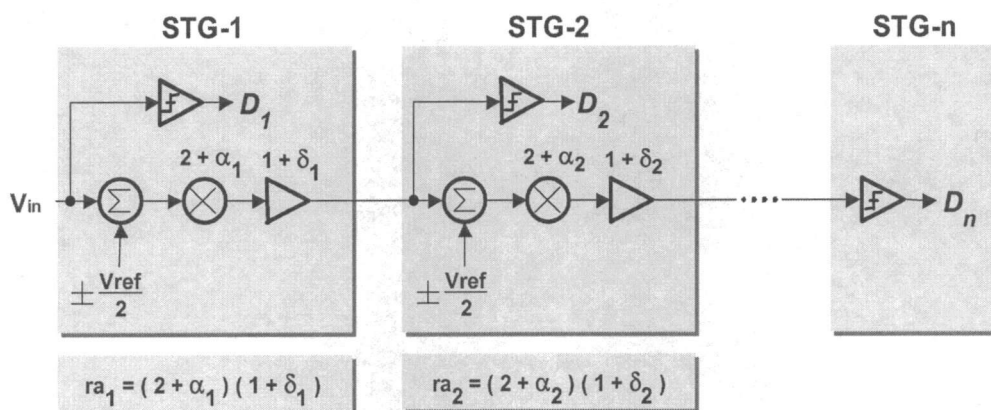 STG-1 STG-2 STG-n
D₁ D₂
2 + α₁ 1 + δ₁ 2 + α₂ 1 + δ₂
Vin Σ Σ ···· Dₙ
± Vref/2 ± Vref/2
ra₁ = ( 2 + α₁ ) ( 1 + δ₁ ) ra₂ = ( 2 + α₂ ) ( 1 + δ₂ )